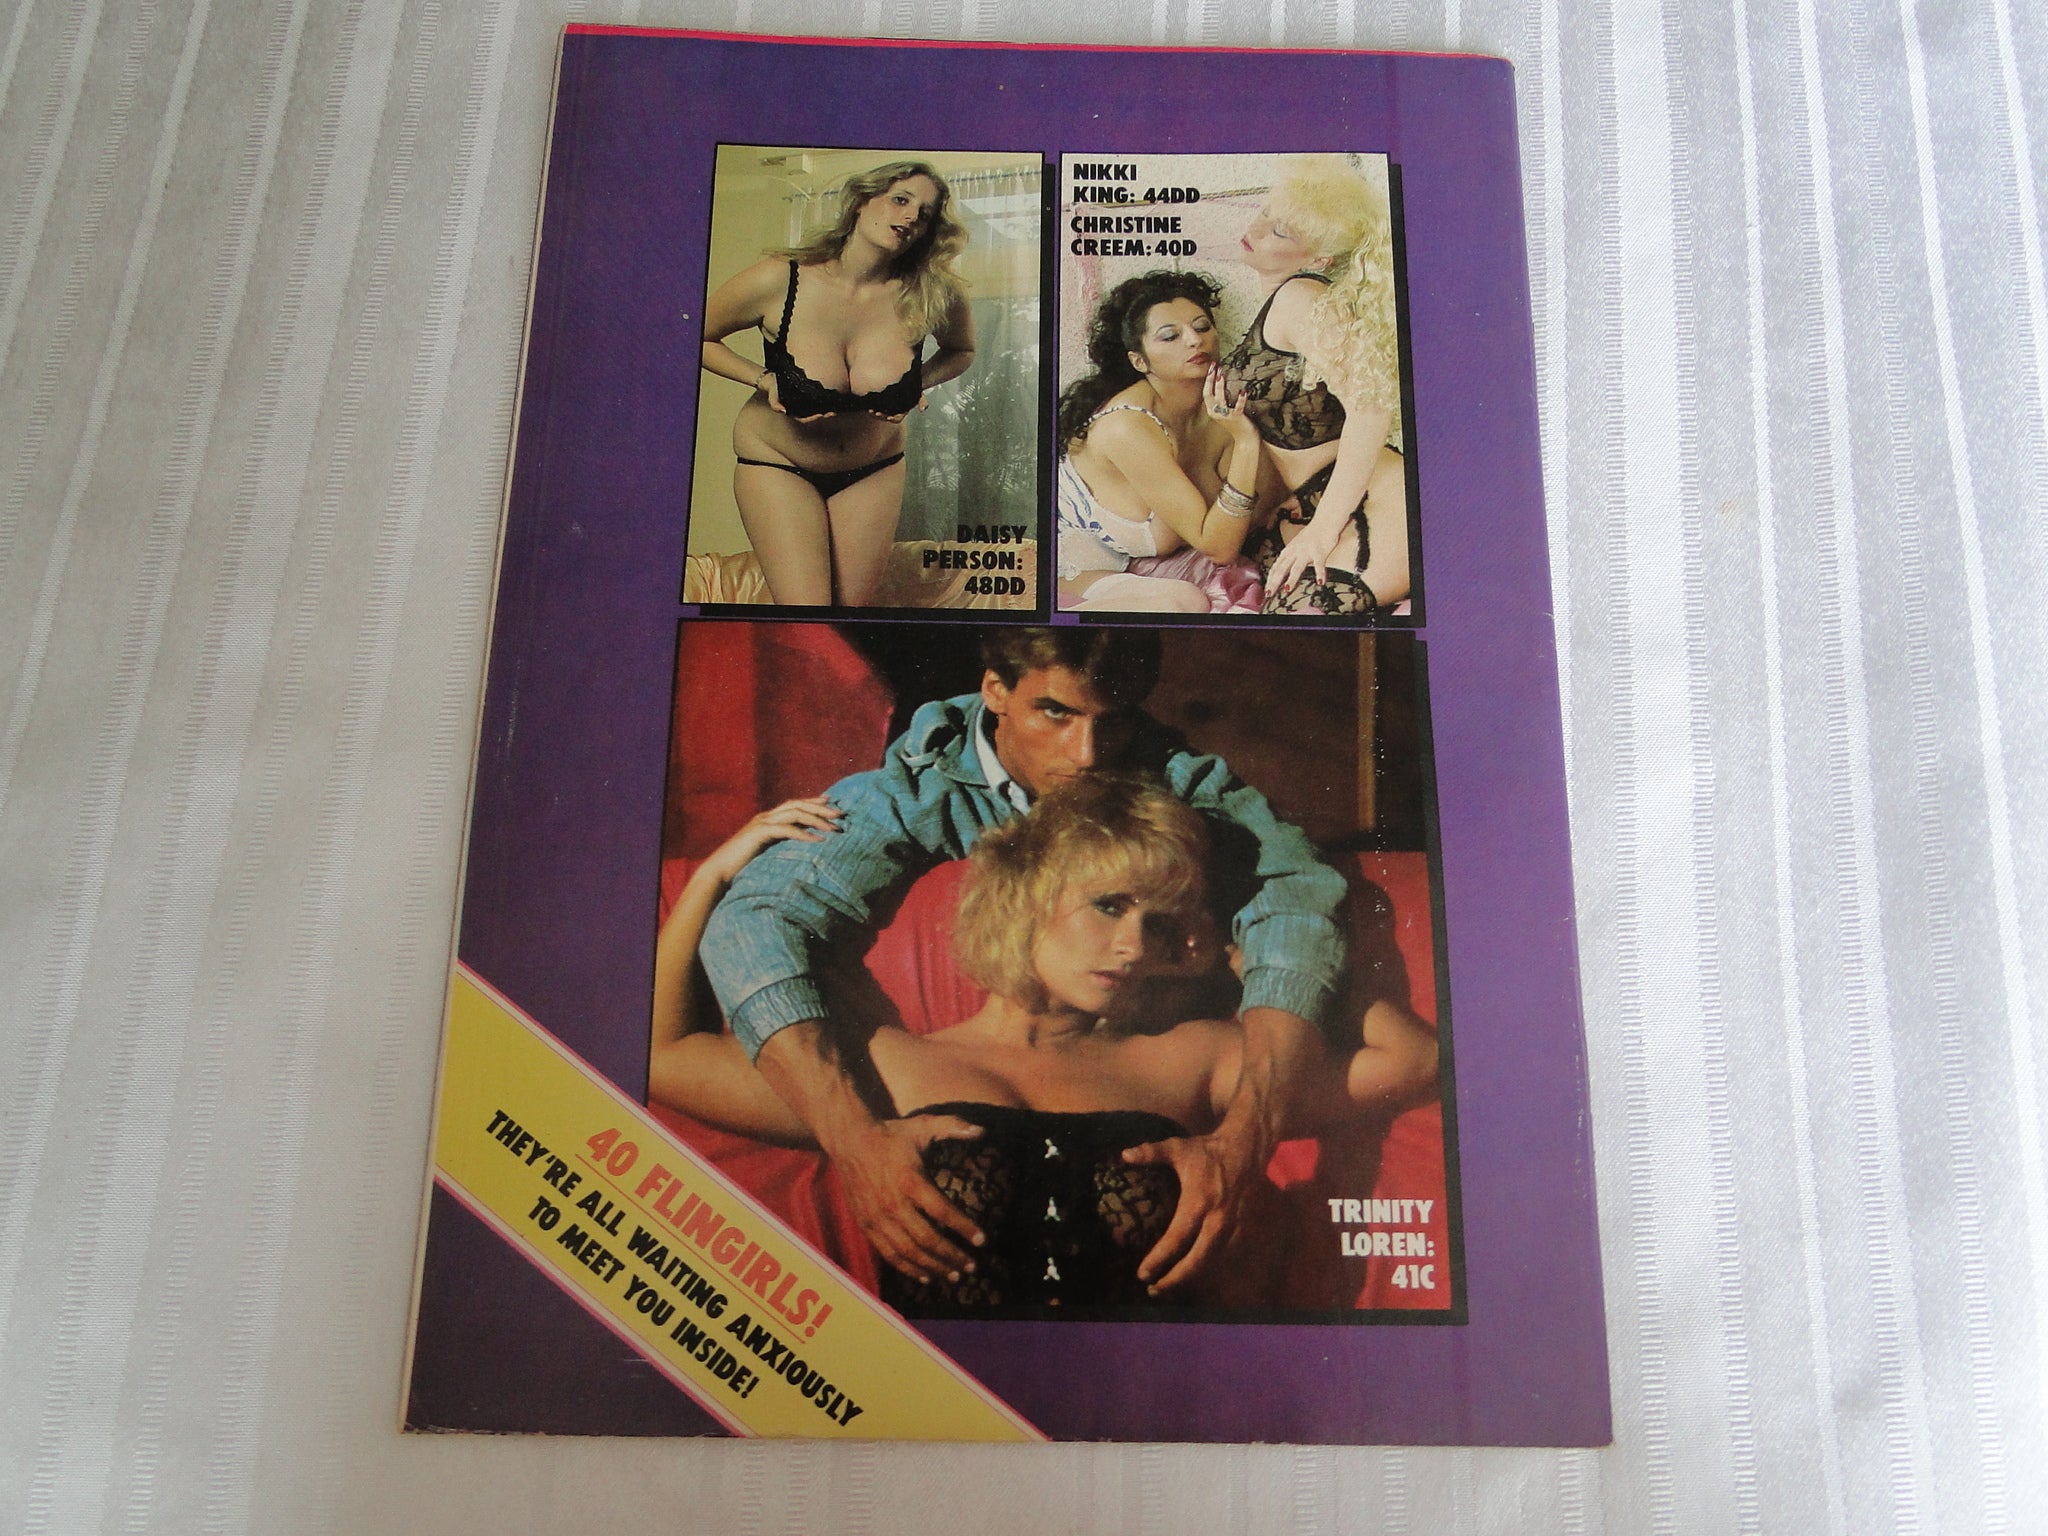 NIKKI
KING: 44DD
CHRISTINE
CREEM: 40D
DAISY
PERSON:
48DD
TRINITY
LOREN:
41C
40 FLINGIRLS!
THEY'RE ALL WAITING ANXIOUSLY
TO MEET YOU INSIDE!